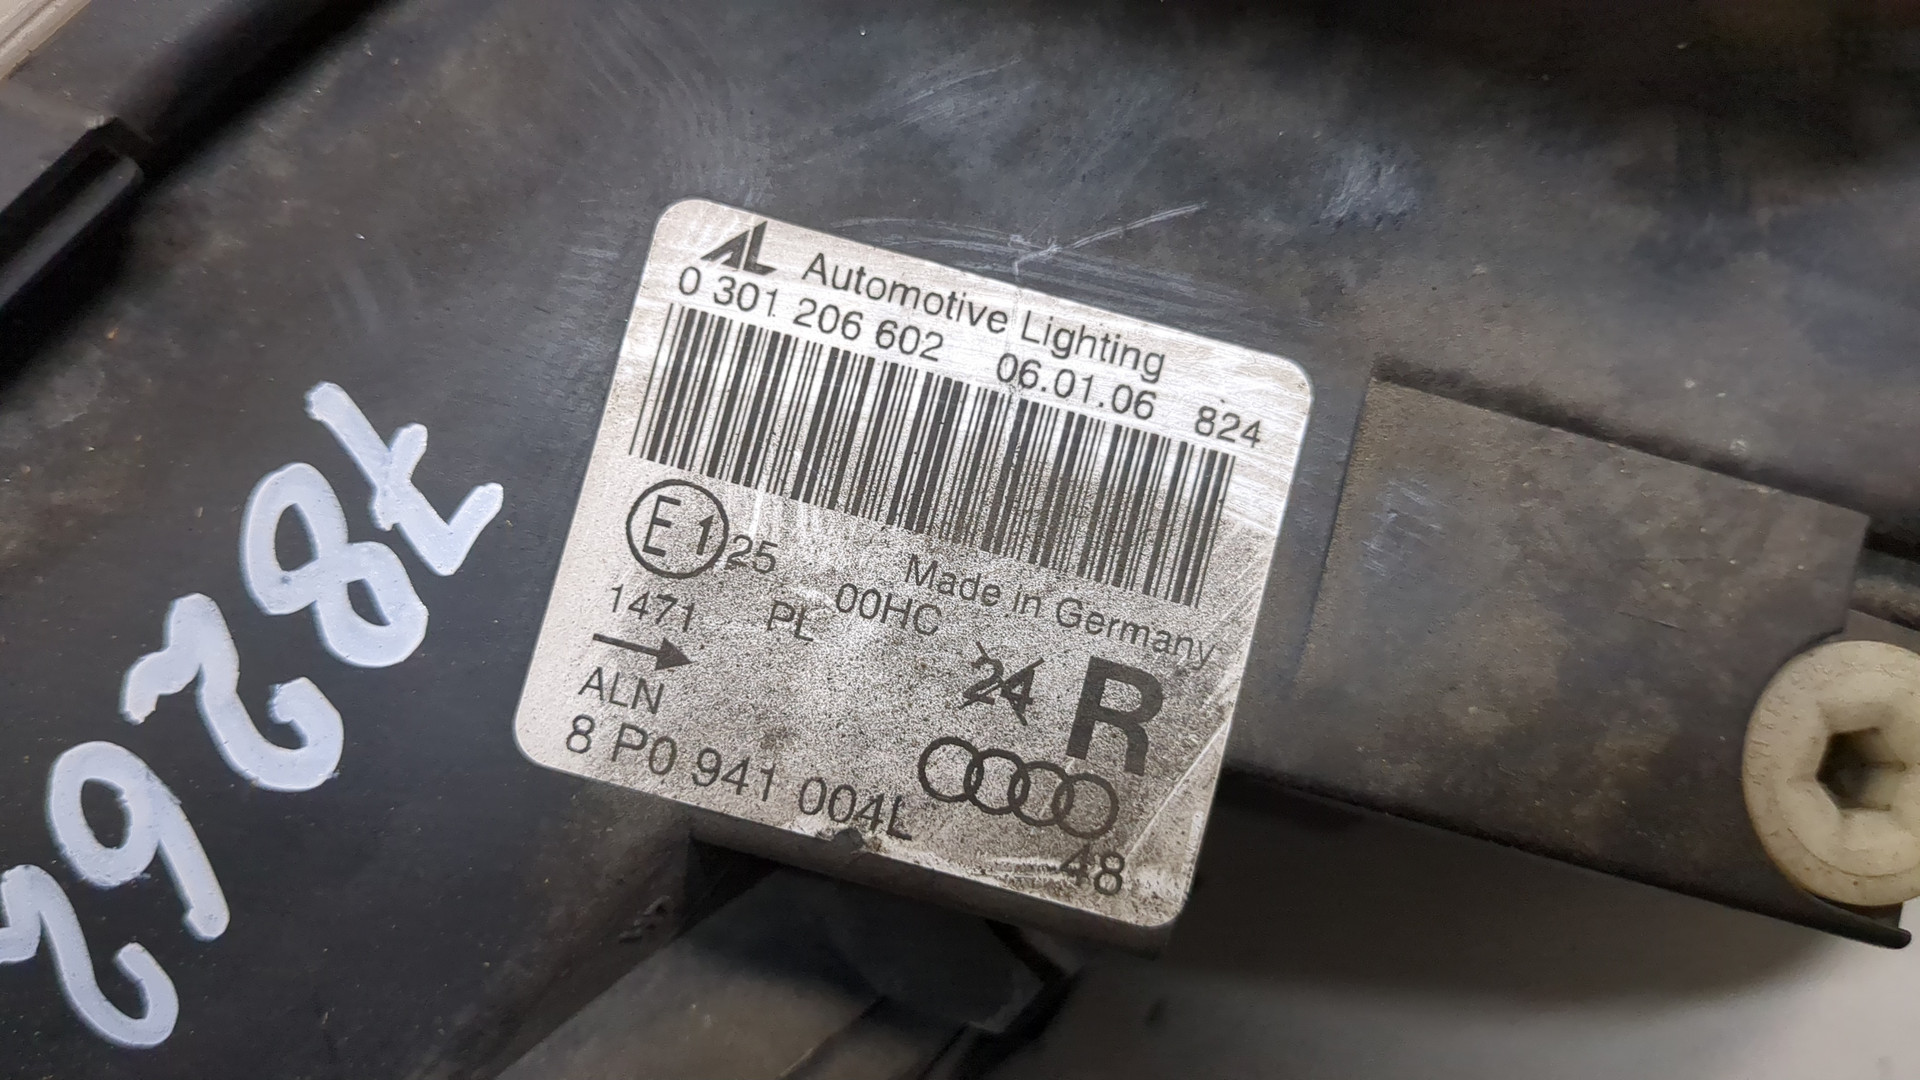 AL Automotive Lighting
0 301 206 602 06.01.06 824
E1 25 Made in Germany
1471 PL 00HC
24 R
ALN
8 P0 941 004L
48